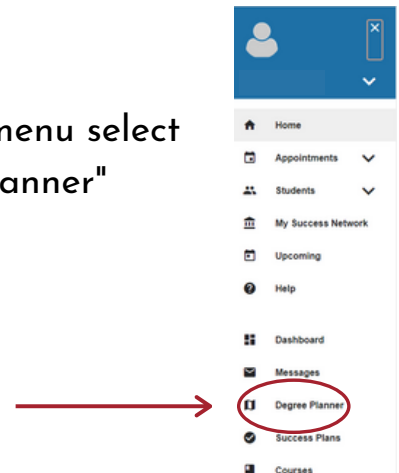 menu select
anner"
Home
Appointments
Students
My Success Network
Upcoming
Help
Dashboard
Messages
Degree Planner
Success Plans
Courses